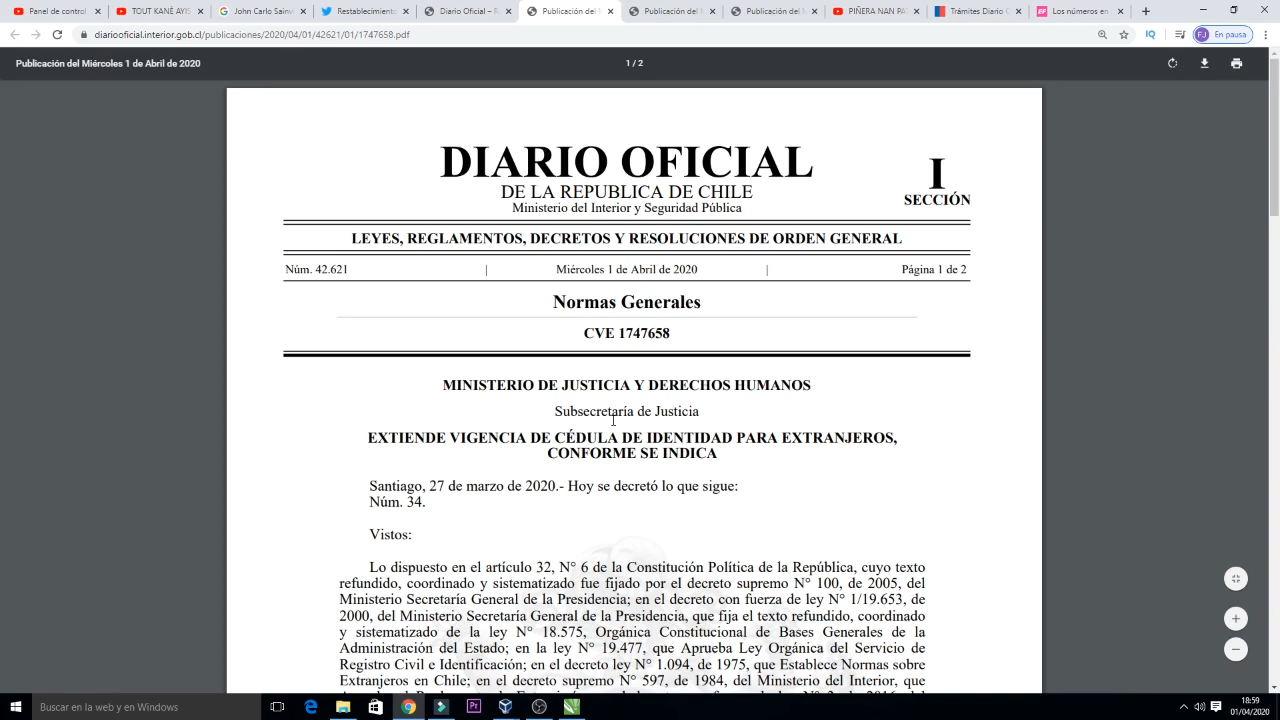 Panel de control
TOUT KANÉ AYIS
John Carlo Sainv
Restablecimiento
Diario Oficial – R
Publicación del M
Publicación del M
Publicación del M
PIÑERA NAN PA
Trámites Diario O
Los números en
diariooficial.interior.gob.cl/publicaciones/2020/04/01/42621/01/1747658.pdf
IQ
FJ En pausa
Publicación del Miércoles 1 de Abril de 2020
1 / 2
DIARIO OFICIAL
DE LA REPUBLICA DE CHILE
Ministerio del Interior y Seguridad Pública
I
SECCIÓN
LEYES, REGLAMENTOS, DECRETOS Y RESOLUCIONES DE ORDEN GENERAL
Núm. 42.621 | Miércoles 1 de Abril de 2020 | Página 1 de 2
Normas Generales
CVE 1747658
MINISTERIO DE JUSTICIA Y DERECHOS HUMANOS
Subsecretaría de Justicia
EXTIENDE VIGENCIA DE CÉDULA DE IDENTIDAD PARA EXTRANJEROS,
CONFORME SE INDICA
Santiago, 27 de marzo de 2020.- Hoy se decretó lo que sigue:
Núm. 34.
Vistos:
Lo dispuesto en el artículo 32, N° 6 de la Constitución Política de la República, cuyo texto
refundido, coordinado y sistematizado fue fijado por el decreto supremo N° 100, de 2005, del
Ministerio Secretaría General de la Presidencia; en el decreto con fuerza de ley N° 1/19.653, de
2000, del Ministerio Secretaría General de la Presidencia, que fija el texto refundido, coordinado
y sistematizado de la ley N° 18.575, Orgánica Constitucional de Bases Generales de la
Administración del Estado; en la ley N° 19.477, que Aprueba Ley Orgánica del Servicio de
Registro Civil e Identificación; en el decreto ley N° 1.094, de 1975, que Establece Normas sobre
Extranjeros en Chile; en el decreto supremo N° 597, de 1984, del Ministerio del Interior, que
Buscar en la web y en Windows
Pr
18:59
01/04/2020